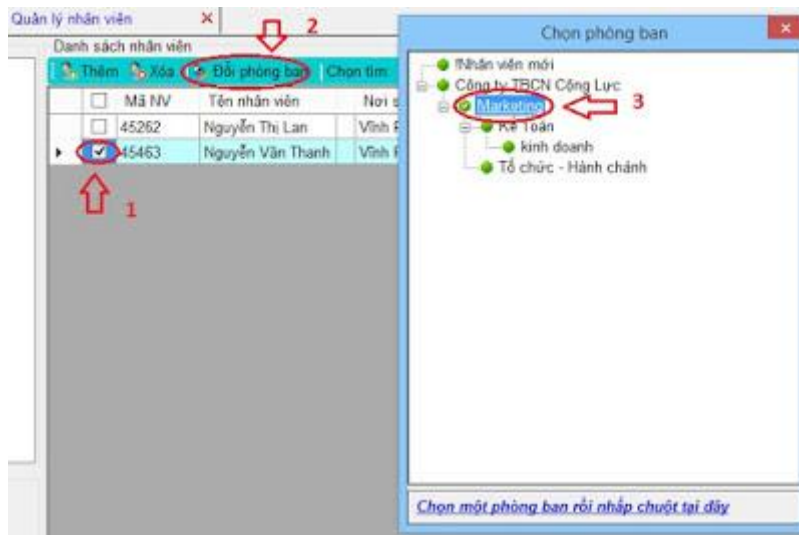 Quản lý nhân viên
2
Danh sách nhân viên
Thêm Xóa Đổi phòng ban Chọn tìm
Mã NV Tên nhân viên Nơi s
45262 Nguyễn Thị Lan Vĩnh P
45463 Nguyễn Văn Thanh Vĩnh P
1
Chọn phòng ban
!Nhân viên mới
Công ty TBCN Cộng Lực
Marketing 3
Kế Toán
kinh doanh
Tổ chức - Hành chánh
Chọn một phòng ban rồi nhấp chuột tại đây